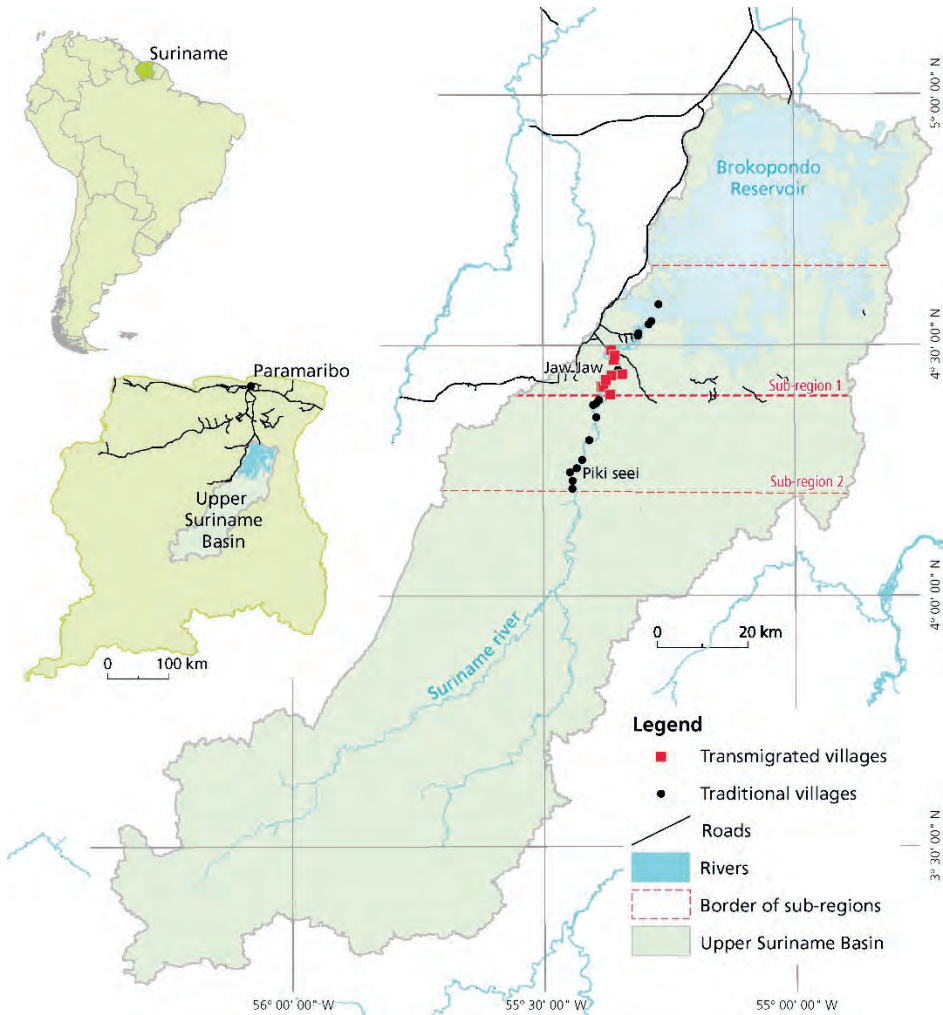 Suriname
Paramaribo
Upper
Suriname
Basin
0 100 km
Brokopondo
Reservoir
Jaw Jaw
Sub-region 1
Piki seei
Sub-region 2
Suriname river
0 20 km
Legend
Transmigrated villages
Traditional villages
Roads
Rivers
Border of sub-regions
Upper Suriname Basin
5° 00' 00" N
4° 30' 00" N
4° 00' 00" N
3° 30' 00" N
56° 00' 00" W
55° 30' 00" W
55° 00' 00" W